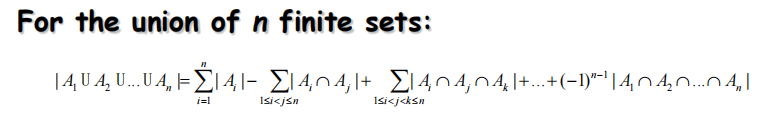 For the union of n finite sets:
| A₁ U A₂ U ... U Aₙ |= ∑ⁿᵢ₌₁ | Aᵢ | − ∑₁≤ᵢ<ⱼ≤ₙ | Aᵢ ∩ Aⱼ | + ∑₁≤ᵢ<ⱼ<ₖ≤ₙ | Aᵢ ∩ Aⱼ ∩ Aₖ | + ... + (−1)ⁿ⁻¹ | A₁ ∩ A₂ ∩ ... ∩ Aₙ |